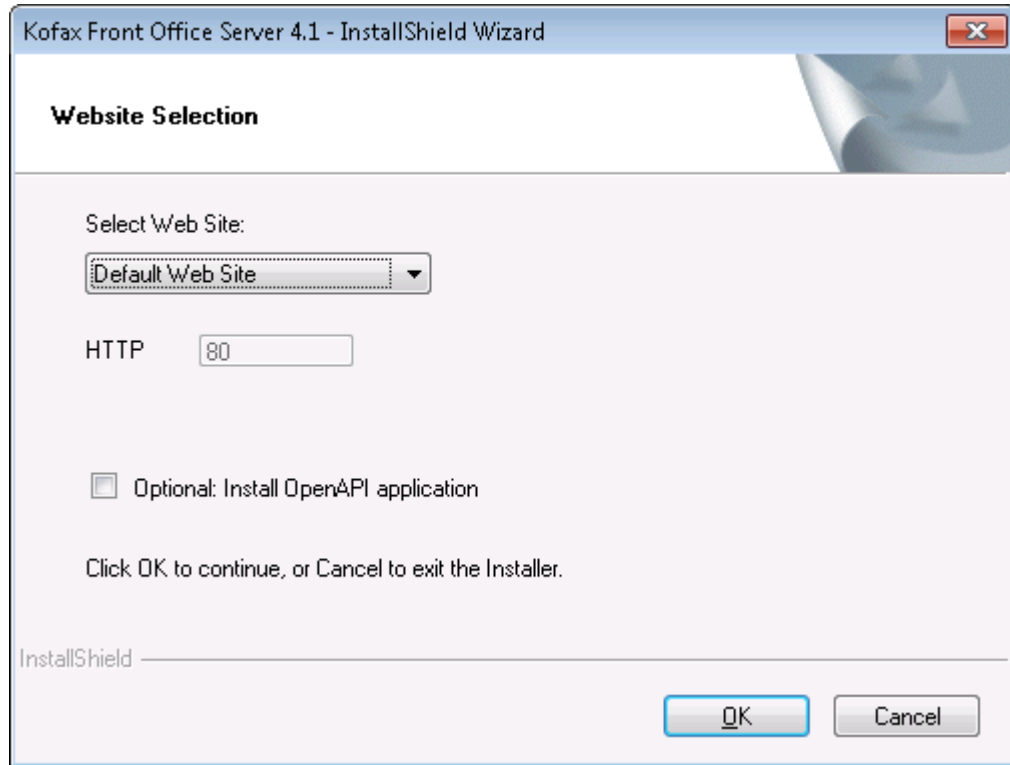 Kofax Front Office Server 4.1 - InstallShield Wizard
Website Selection
Select Web Site:
Default Web Site
HTTP 80
Optional: Install OpenAPI application
Click OK to continue, or Cancel to exit the Installer.
InstallShield
OK Cancel